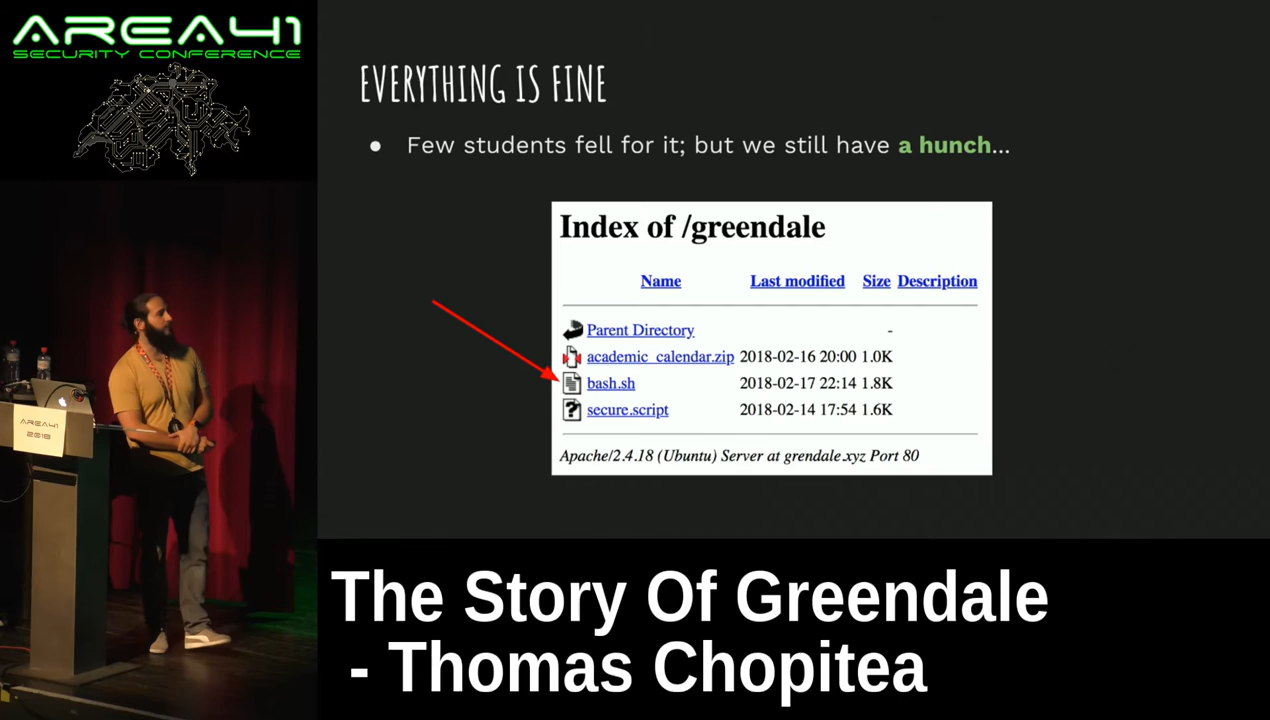 AREA41
SECURITY CONFERENCE
EVERYTHING IS FINE
● Few students fell for it; but we still have a hunch...
Index of /greendale
Name Last modified Size Description
Parent Directory -
academic_calendar.zip 2018-02-16 20:00 1.0K
bash.sh 2018-02-17 22:14 1.8K
secure.script 2018-02-14 17:54 1.6K
Apache/2.4.18 (Ubuntu) Server at grendale.xyz Port 80
AREA41
2018
The Story Of Greendale
- Thomas Chopitea